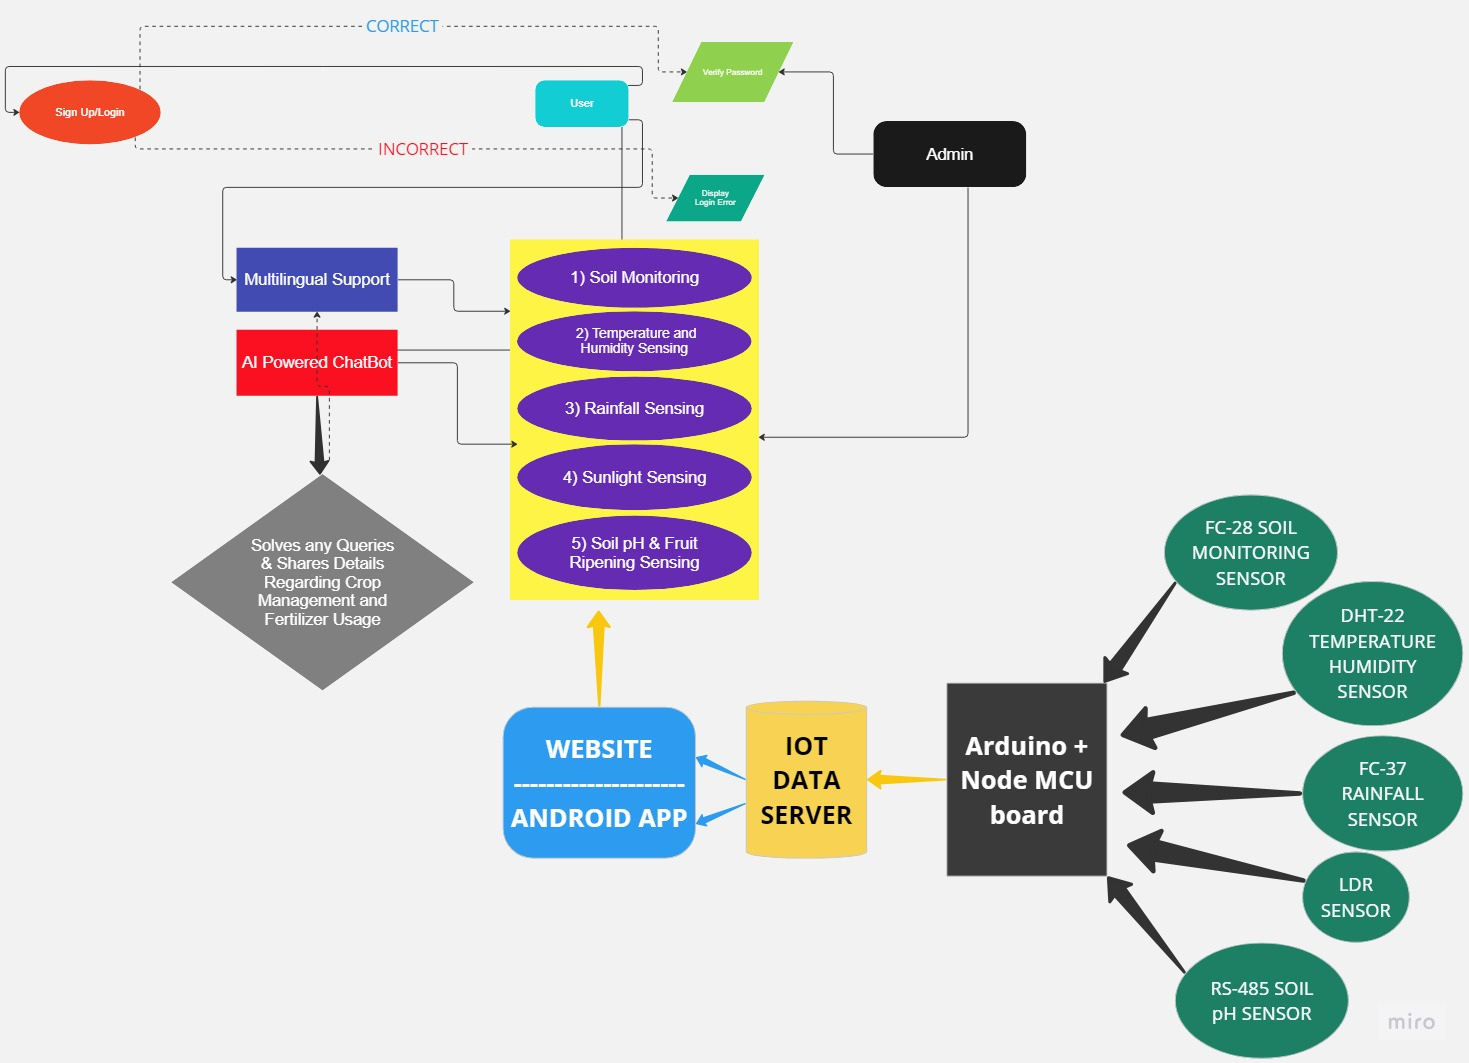 CORRECT
Verify Password
User
Sign Up/Login
INCORRECT
Admin
Display
Login Error
Multilingual Support
1) Soil Monitoring
2) Temperature and
Humidity Sensing
AI Powered ChatBot
3) Rainfall Sensing
4) Sunlight Sensing
5) Soil pH & Fruit
Ripening Sensing
Solves any Queries
& Shares Details
Regarding Crop
Management and
Fertilizer Usage
FC-28 SOIL
MONITORING
SENSOR
DHT-22
TEMPERATURE
HUMIDITY
SENSOR
WEBSITE
---------------------
ANDROID APP
IOT
DATA
SERVER
Arduino +
Node MCU
board
FC-37
RAINFALL
SENSOR
LDR
SENSOR
RS-485 SOIL
pH SENSOR
miro